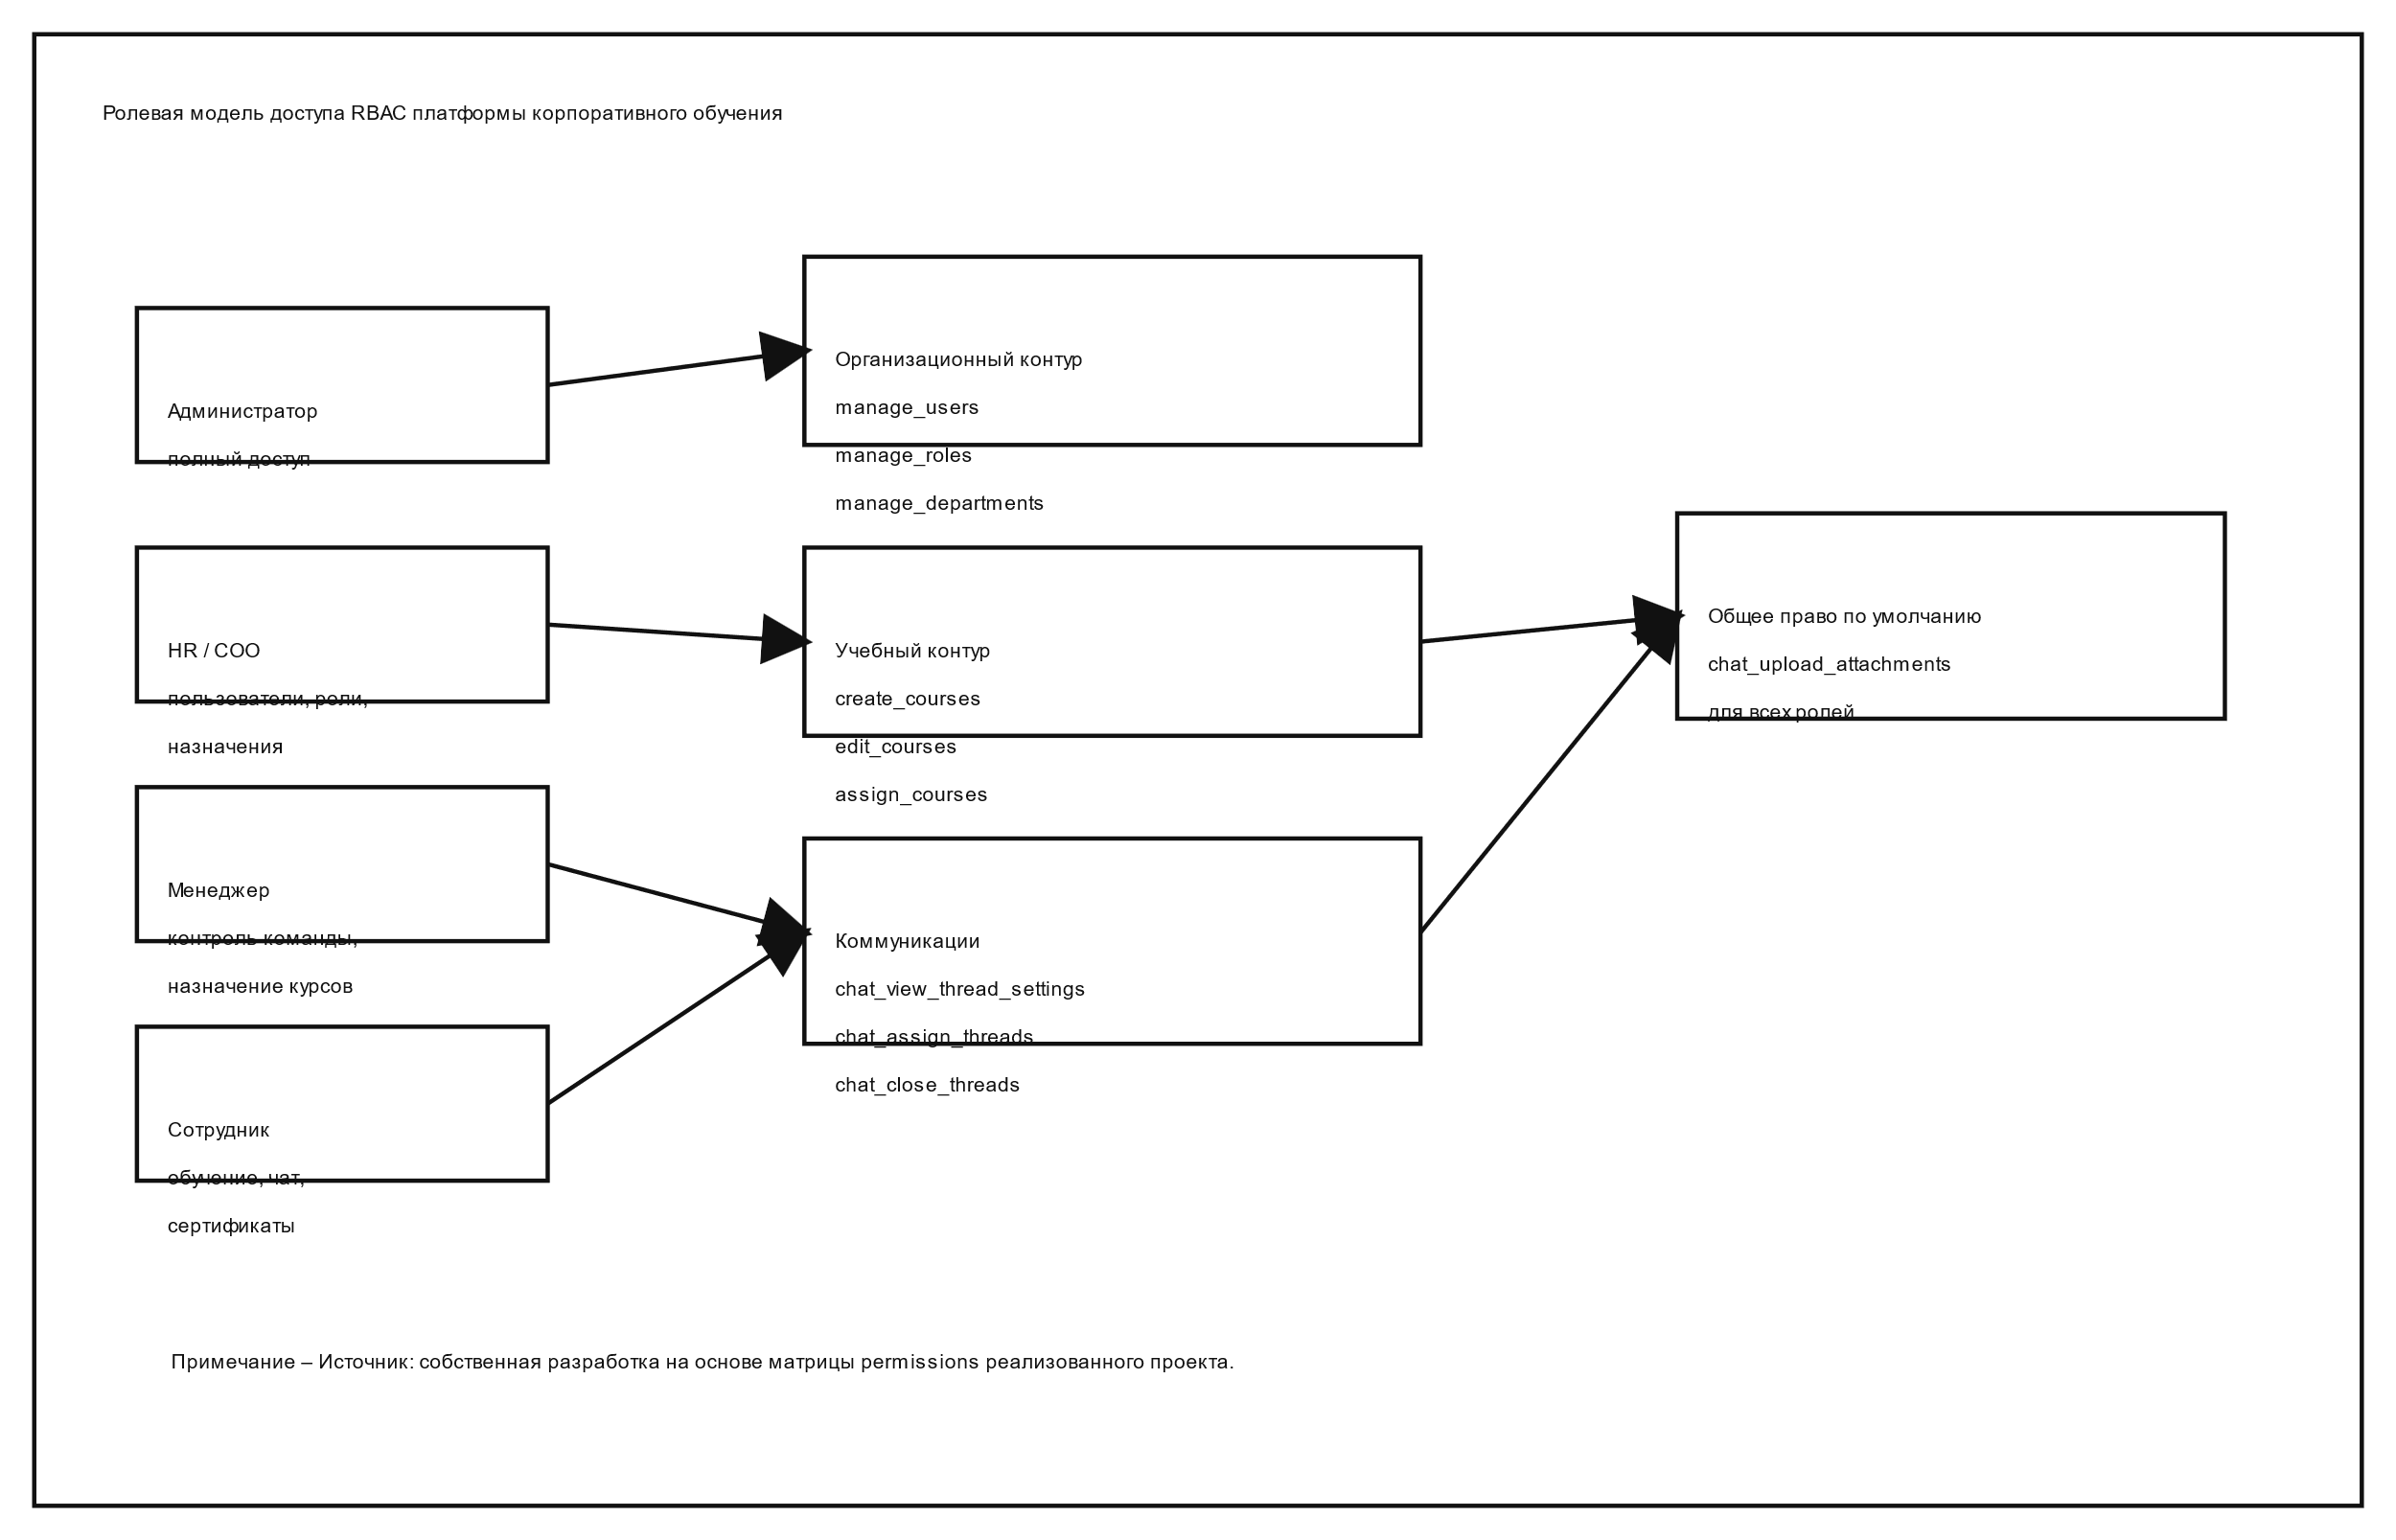 Ролевая модель доступа RBAC платформы корпоративного обучения
Администратор
полный доступ
HR / COO
пользователи, роли,
назначения
Менеджер
контроль команды,
назначение курсов
Сотрудник
обучение, чат,
сертификаты
Организационный контур
manage_users
manage_roles
manage_departments
Учебный контур
create_courses
edit_courses
assign_courses
Коммуникации
chat_view_thread_settings
chat_assign_threads
chat_close_threads
Общее право по умолчанию
chat_upload_attachments
для всех ролей
Примечание – Источник: собственная разработка на основе матрицы permissions реализованного проекта.